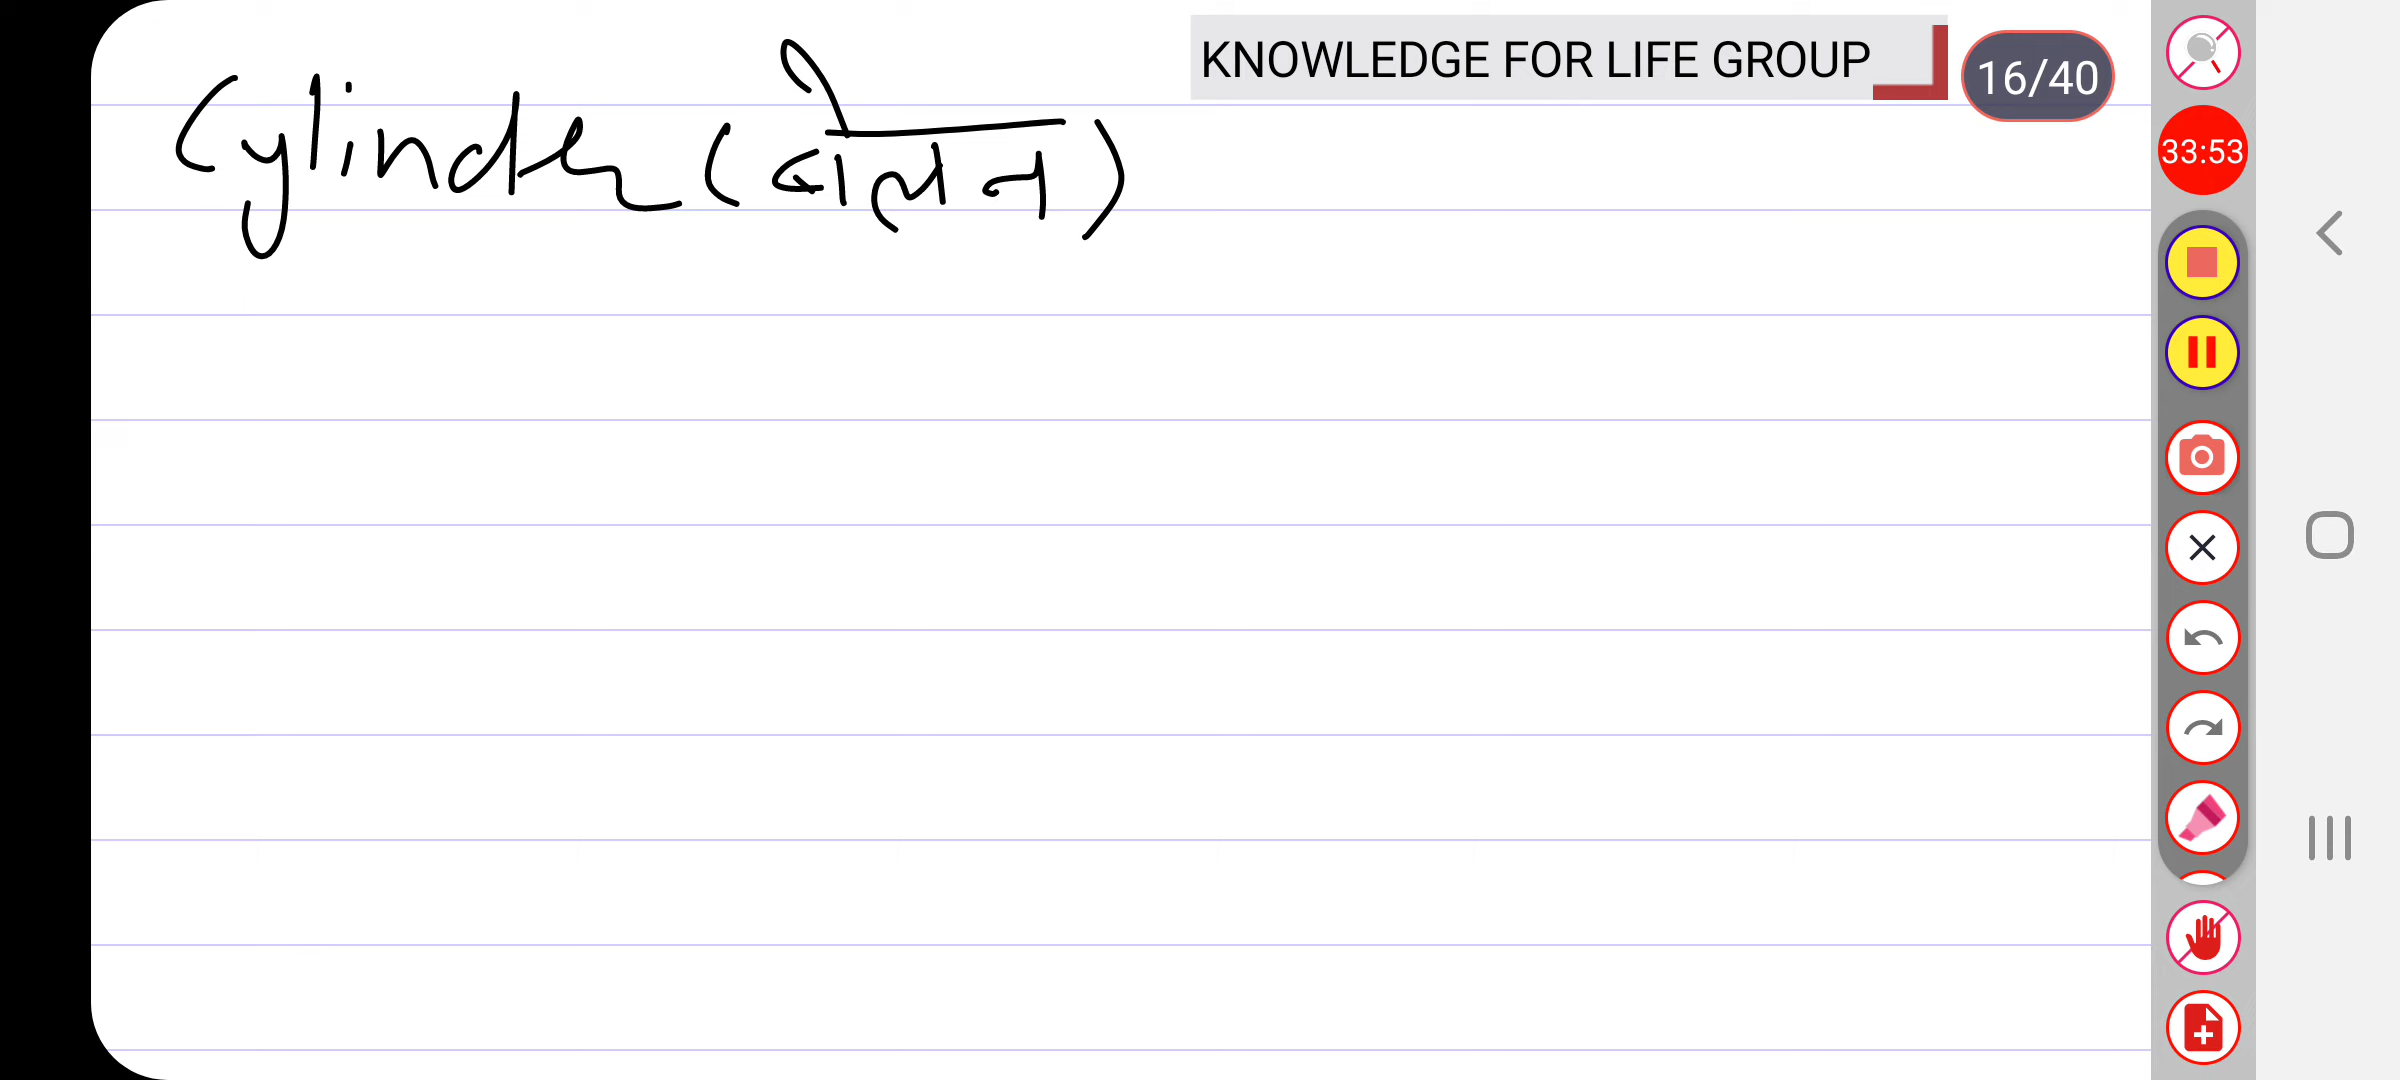 KNOWLEDGE FOR LIFE GROUP
16/40
Cylinder (बेलन)
33:53